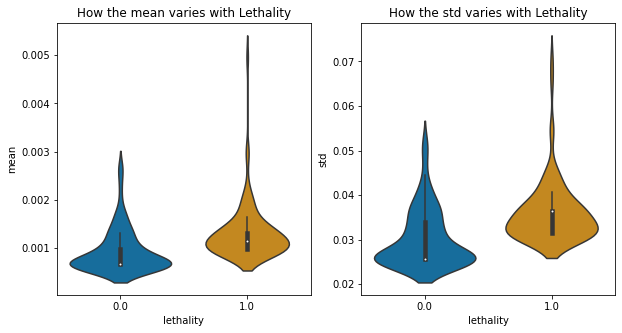 How the mean varies with Lethality
mean
0.005
0.004
0.003
0.002
0.001
0.0
1.0
lethality
How the std varies with Lethality
std
0.07
0.06
0.05
0.04
0.03
0.02
0.0
1.0
lethality